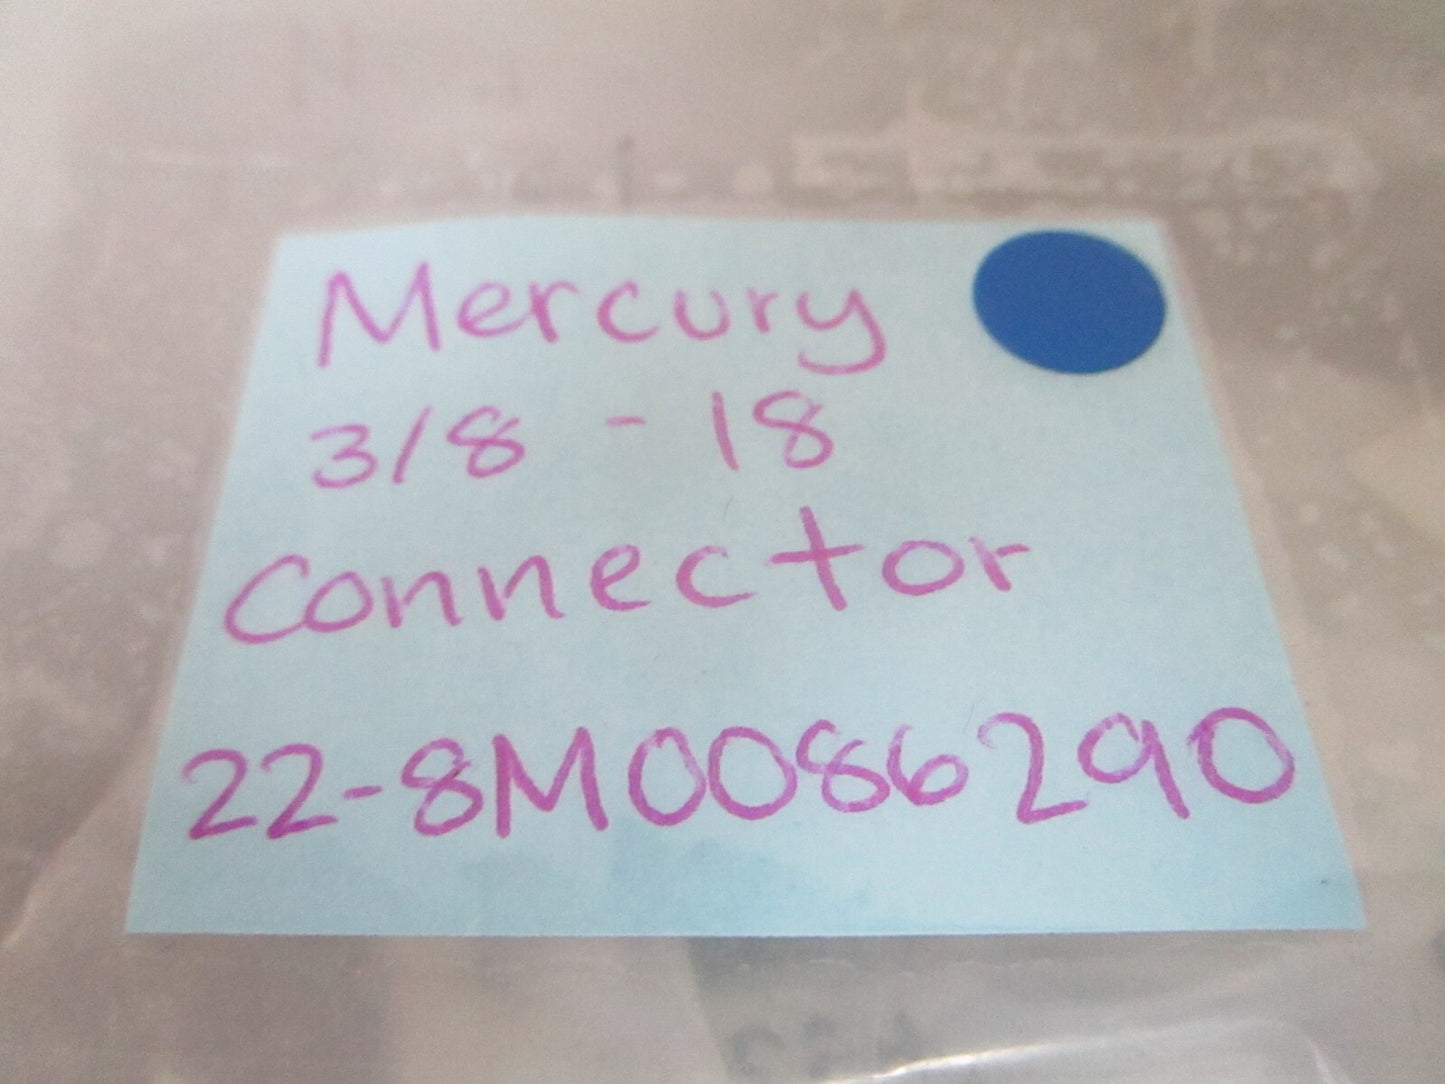 Mercury
3/8 - 18
Connector
22-8M0086290